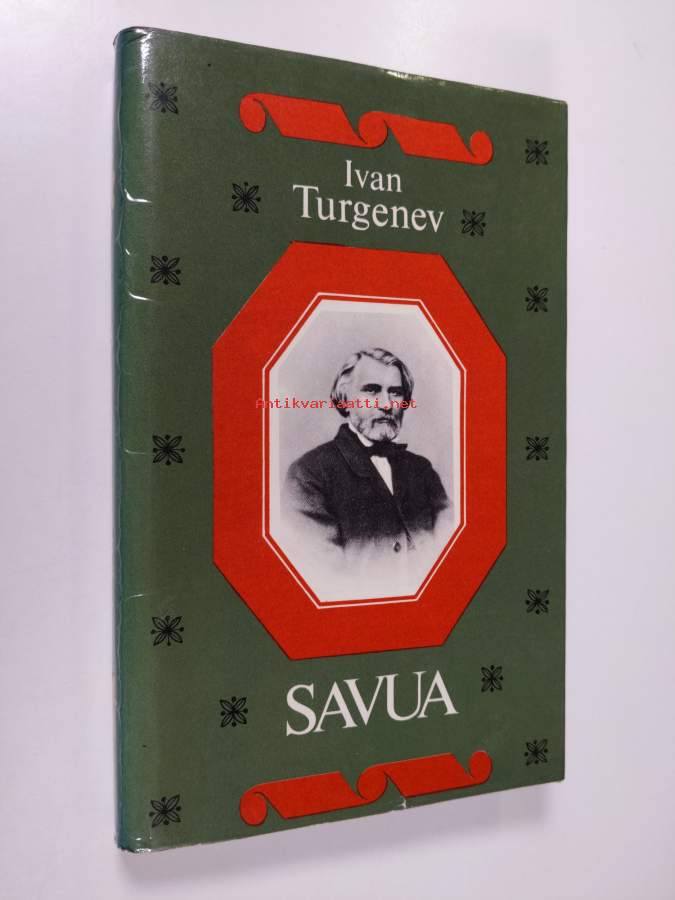 Ivan
Turgenev
Antikvariaatti.net
SAVUA